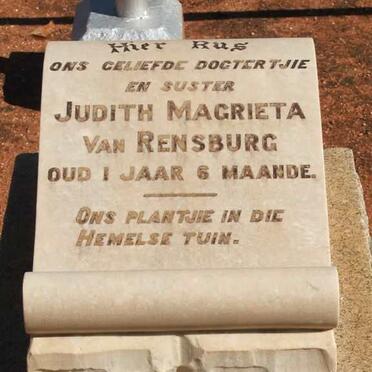 Hier Rus
ONS GELIEFDE DOGTERTJIE
EN SUSTER
JUDITH MAGRIETA
VAN RENSBURG
OUD 1 JAAR 6 MAANDE.
ONS PLANTJIE IN DIE
HEMELSE TUIN.